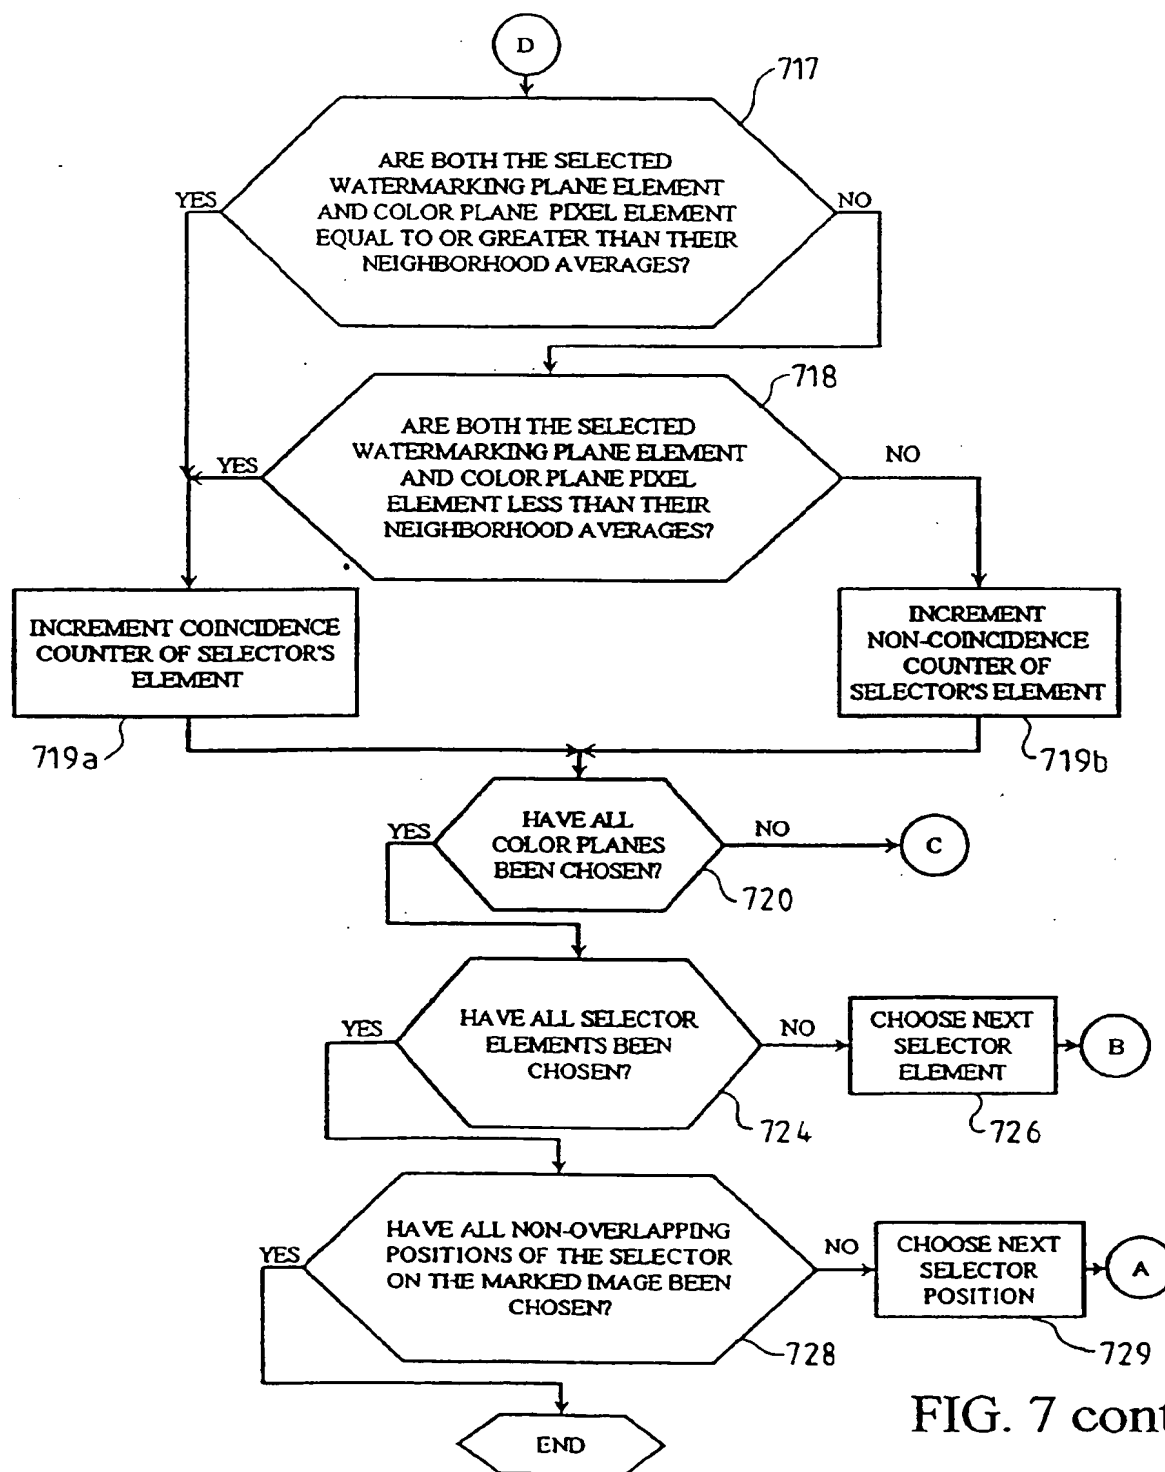 D
717
ARE BOTH THE SELECTED
WATERMARKING PLANE ELEMENT
AND COLOR PLANE PIXEL ELEMENT
EQUAL TO OR GREATER THAN THEIR
NEIGHBORHOOD AVERAGES?
YES
NO
718
ARE BOTH THE SELECTED
WATERMARKING PLANE ELEMENT
AND COLOR PLANE PIXEL
ELEMENT LESS THAN THEIR
NEIGHBORHOOD AVERAGES?
YES
NO
INCREMENT COINCIDENCE
COUNTER OF SELECTOR'S
ELEMENT
719a
INCREMENT
NON-COINCIDENCE
COUNTER OF
SELECTOR'S ELEMENT
719b
HAVE ALL
COLOR PLANES
BEEN CHOSEN?
YES
NO
C
720
HAVE ALL SELECTOR
ELEMENTS BEEN
CHOSEN?
YES
NO
724
CHOOSE NEXT
SELECTOR
ELEMENT
B
726
HAVE ALL NON-OVERLAPPING
POSITIONS OF THE SELECTOR
ON THE MARKED IMAGE BEEN
CHOSEN?
YES
NO
728
CHOOSE NEXT
SELECTOR
POSITION
A
729
END
FIG. 7 cont